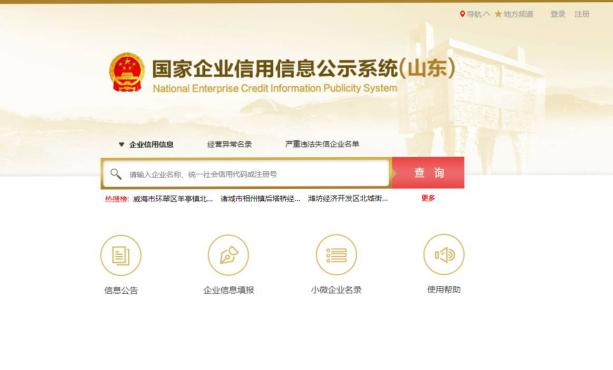 导航 地方频道 登录 注册
国家企业信用信息公示系统(山东)
National Enterprise Credit Information Publicity System
企业信用信息 经营异常名录 严重违法失信企业名单
请输入企业名称、统一社会信用代码或注册号 查 询
热搜榜: 威海市环翠区羊亭镇北... 诸城市相州镇后塔桥经... 潍坊经济开发区北城街... 更多
信息公告 企业信息填报 小微企业名录 使用帮助